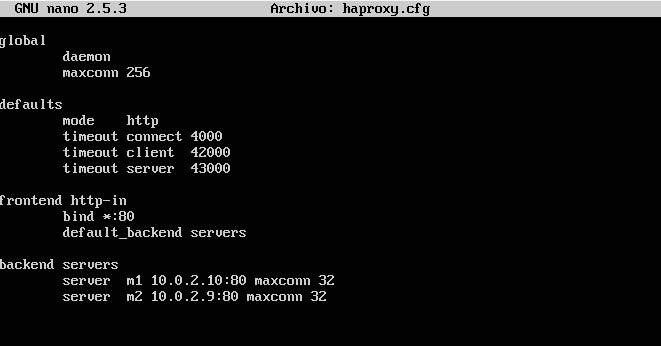 GNU nano 2.5.3 Archivo: haproxy.cfg
global
daemon
maxconn 256
defaults
mode http
timeout connect 4000
timeout client 42000
timeout server 43000
frontend http-in
bind *:80
default_backend servers
backend servers
server m1 10.0.2.10:80 maxconn 32
server m2 10.0.2.9:80 maxconn 32